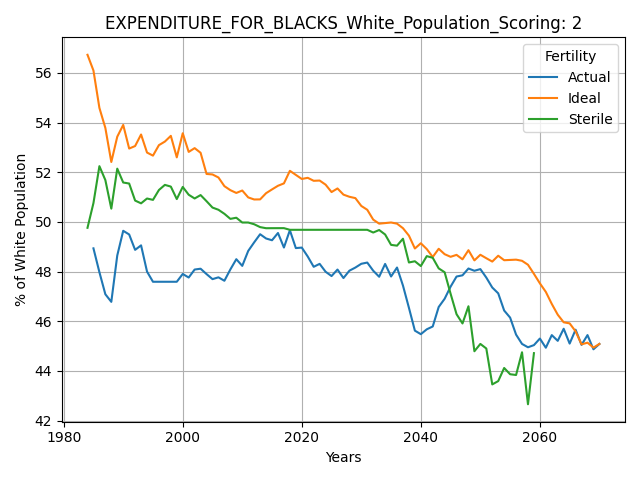 EXPENDITURE_FOR_BLACKS_White_Population_Scoring: 2
Fertility
Actual
Ideal
Sterile
% of White Population
56
54
52
50
48
46
44
42
1980
2000
2020
2040
2060
Years